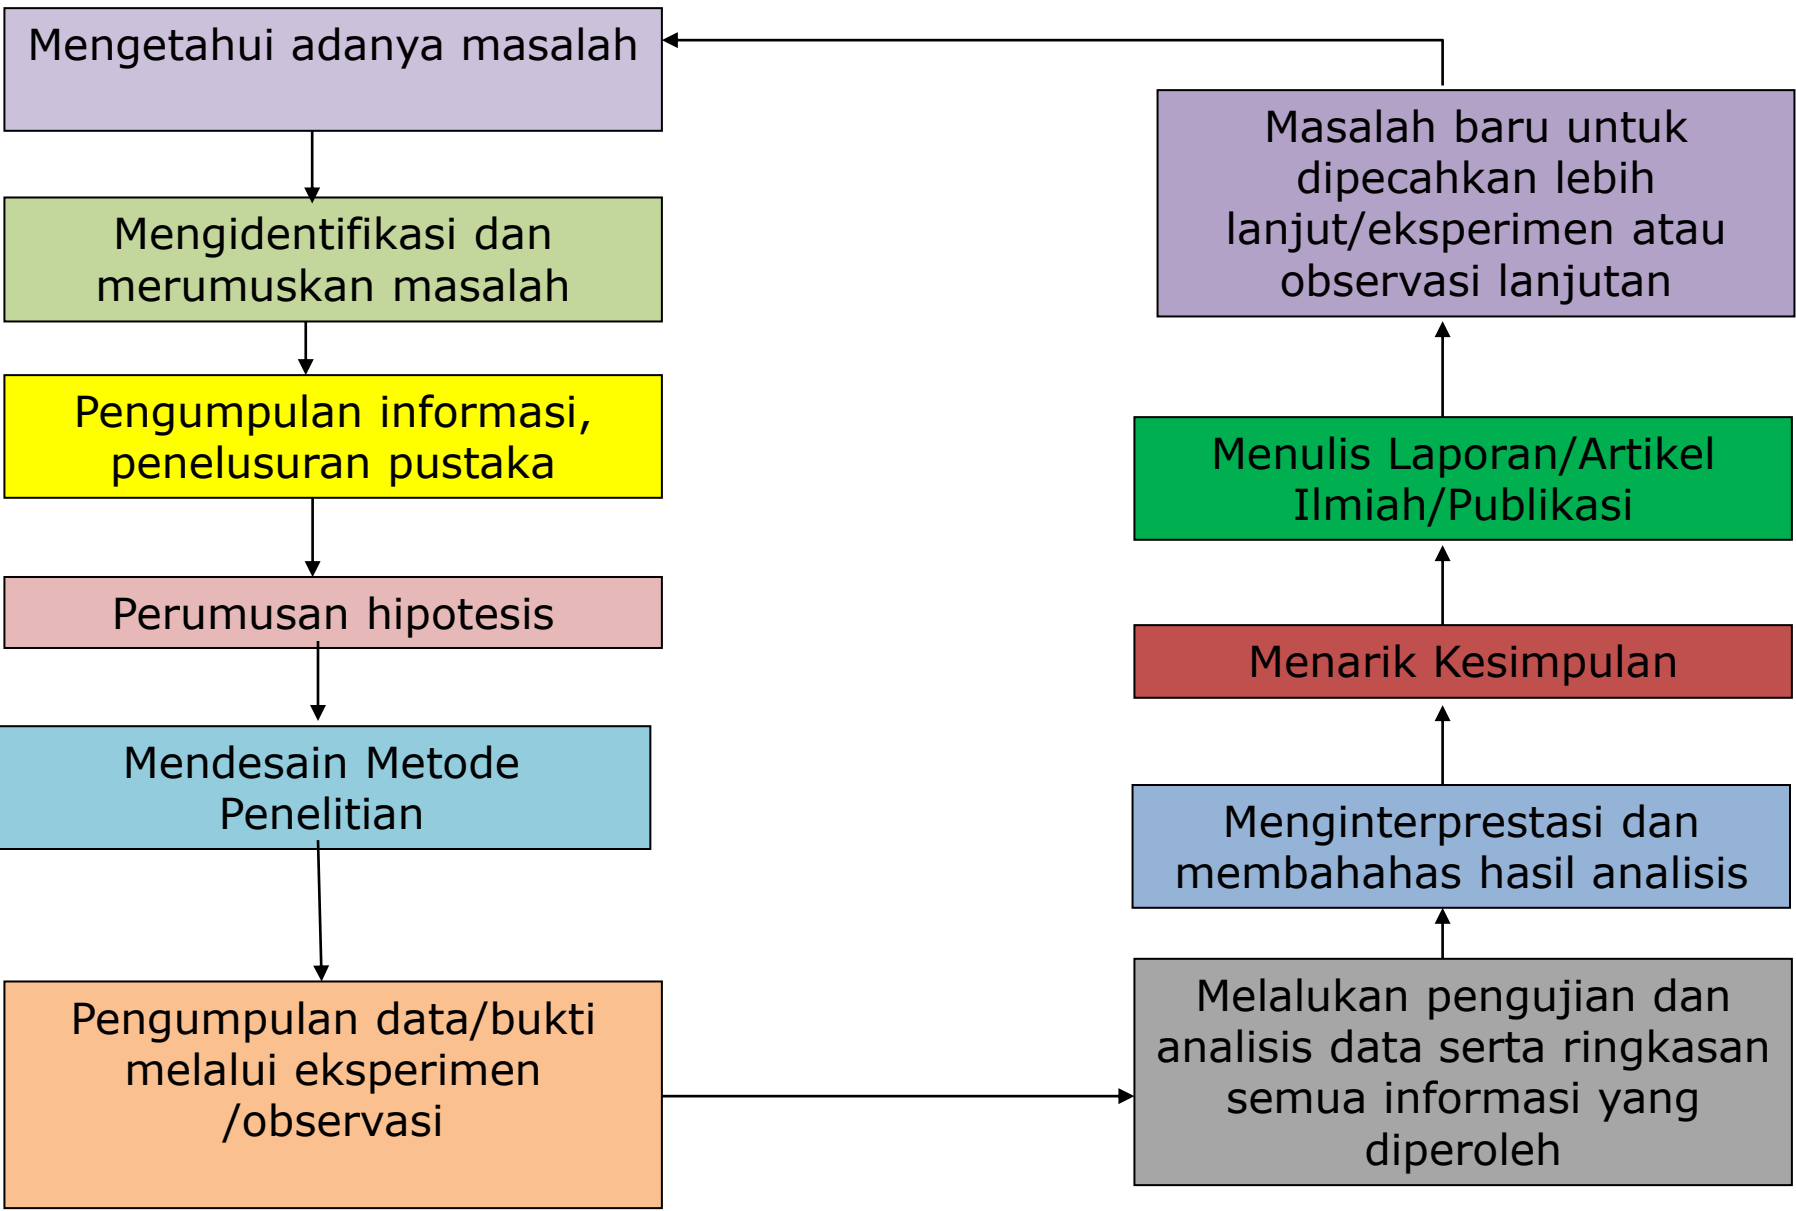 Mengetahui adanya masalah
Mengidentifikasi dan
merumuskan masalah
Pengumpulan informasi,
penelusuran pustaka
Perumusan hipotesis
Mendesain Metode
Penelitian
Pengumpulan data/bukti
melalui eksperimen
/observasi
Melalukan pengujian dan
analisis data serta ringkasan
semua informasi yang
diperoleh
Menginterprestasi dan
membahahas hasil analisis
Menarik Kesimpulan
Menulis Laporan/Artikel
Ilmiah/Publikasi
Masalah baru untuk
dipecahkan lebih
lanjut/eksperimen atau
observasi lanjutan